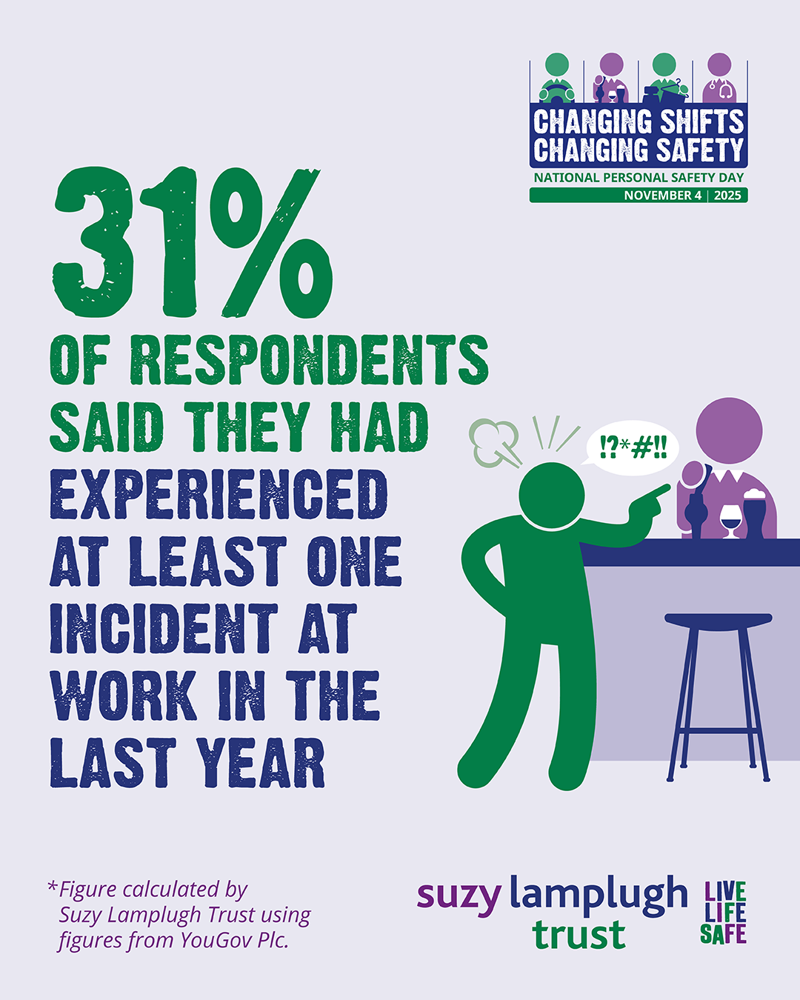 CHANGING SHIFTS
CHANGING SAFETY
NATIONAL PERSONAL SAFETY DAY
NOVEMBER 4 | 2025
31%
OF RESPONDENTS
SAID THEY HAD
EXPERIENCED
AT LEAST ONE
INCIDENT AT
WORK IN THE
LAST YEAR
!?*#!!
*Figure calculated by
Suzy Lamplugh Trust using
figures from YouGov Plc.
suzy lamplugh
trust
LIVE
LIFE
SAFE